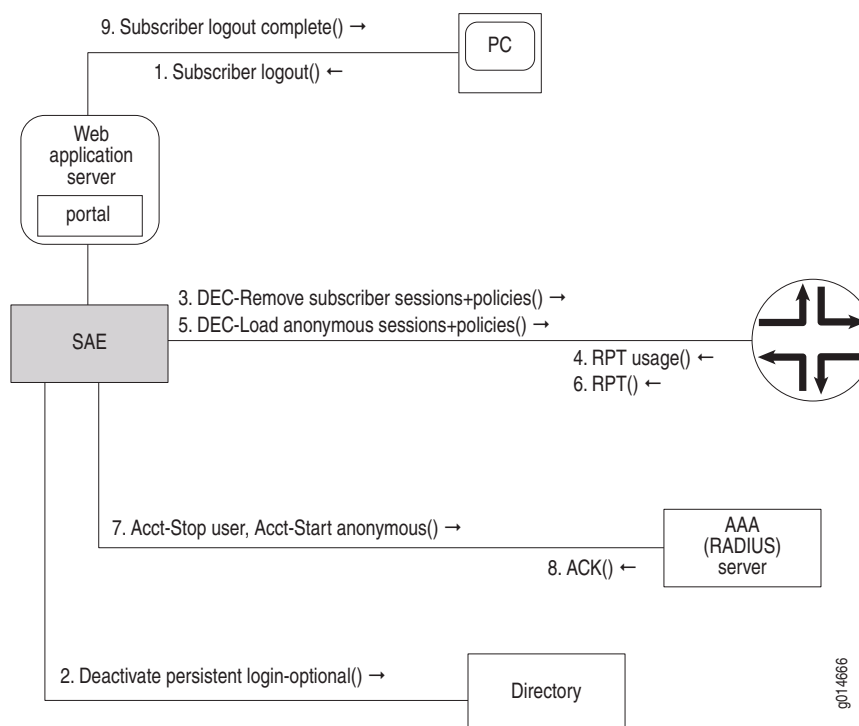 9. Subscriber logout complete() →
PC
1. Subscriber logout() ←
Web
application
server
portal
3. DEC-Remove subscriber sessions+policies() →
5. DEC-Load anonymous sessions+policies() →
SAE
4. RPT usage() ←
6. RPT() ←
7. Acct-Stop user, Acct-Start anonymous() →
AAA
(RADIUS)
server
8. ACK() ←
2. Deactivate persistent login-optional() →
Directory
g014666